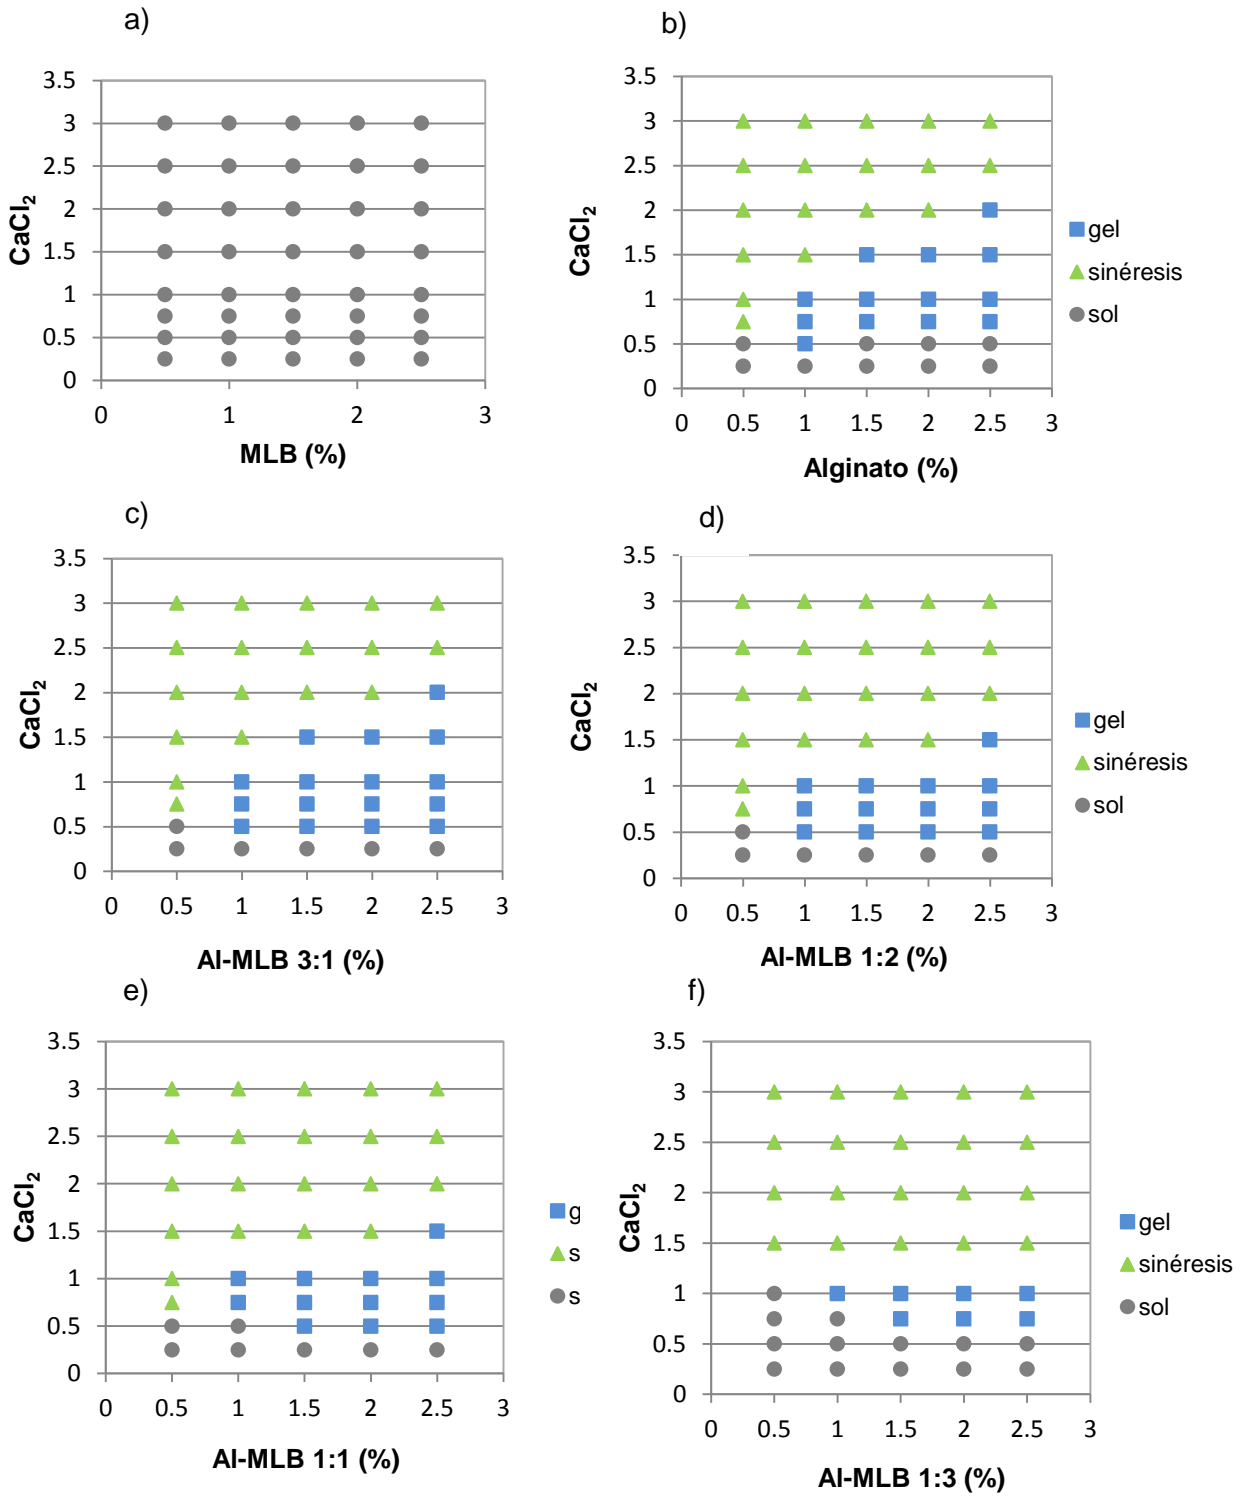 a)
3.5
3
2.5
2
1.5
1
0.5
0
0 1 2 3
CaCl₂
MLB (%)
b)
3.5
3
2.5
2
1.5
1
0.5
0
0 0.5 1 1.5 2 2.5 3
CaCl₂
Alginato (%)
gel
sinéresis
sol
c)
3.5
3
2.5
2
1.5
1
0.5
0
0 0.5 1 1.5 2 2.5 3
CaCl₂
Al-MLB 3:1 (%)
d)
3.5
3
2.5
2
1.5
1
0.5
0
0 0.5 1 1.5 2 2.5 3
CaCl₂
Al-MLB 1:2 (%)
gel
sinéresis
sol
e)
3.5
3
2.5
2
1.5
1
0.5
0
0 0.5 1 1.5 2 2.5 3
CaCl₂
Al-MLB 1:1 (%)
g
s
s
f)
3.5
3
2.5
2
1.5
1
0.5
0
0 0.5 1 1.5 2 2.5 3
CaCl₂
Al-MLB 1:3 (%)
gel
sinéresis
sol